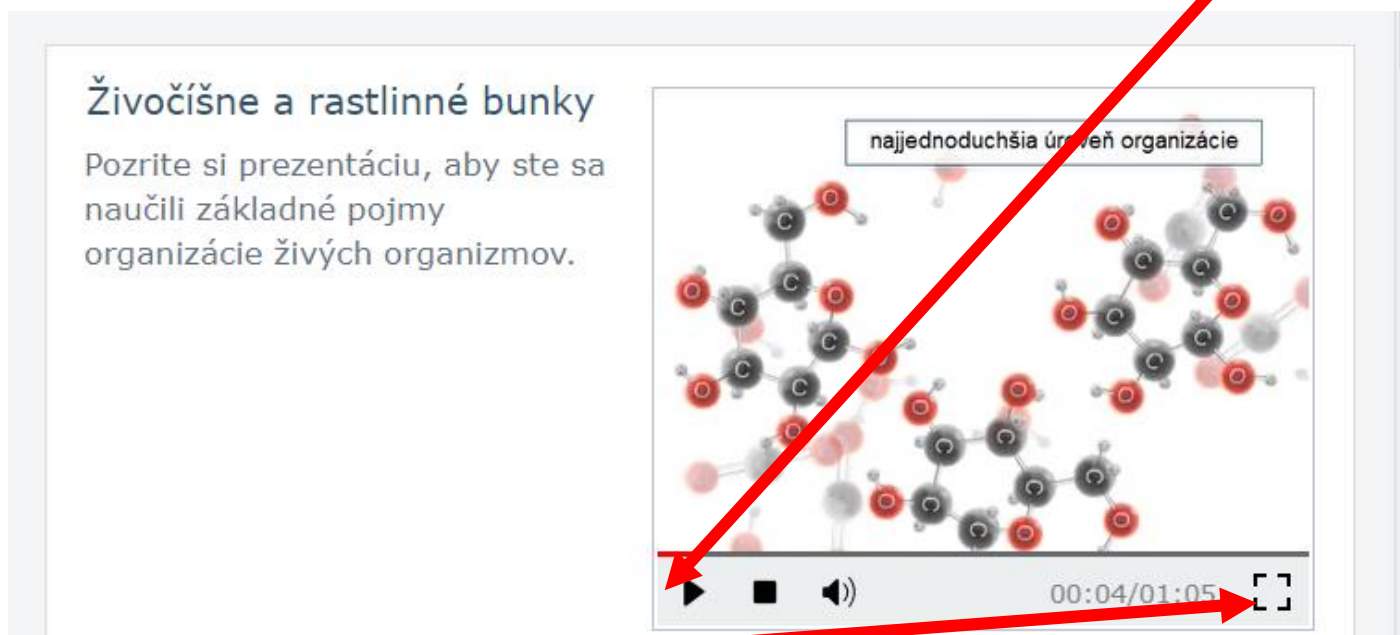 Živočíšne a rastlinné bunky
Pozrite si prezentáciu, aby ste sa
naučili základné pojmy
organizácie živých organizmov.
najjednoduchšia úroveň organizácie
O
C
O
C
O
C
O
C
O
C
C
O
O
O
C
O
C
C
O
O
C
C
O
C
O
O
O
O
C
C
C
C
O
C
C
O
O
00:04/01:05